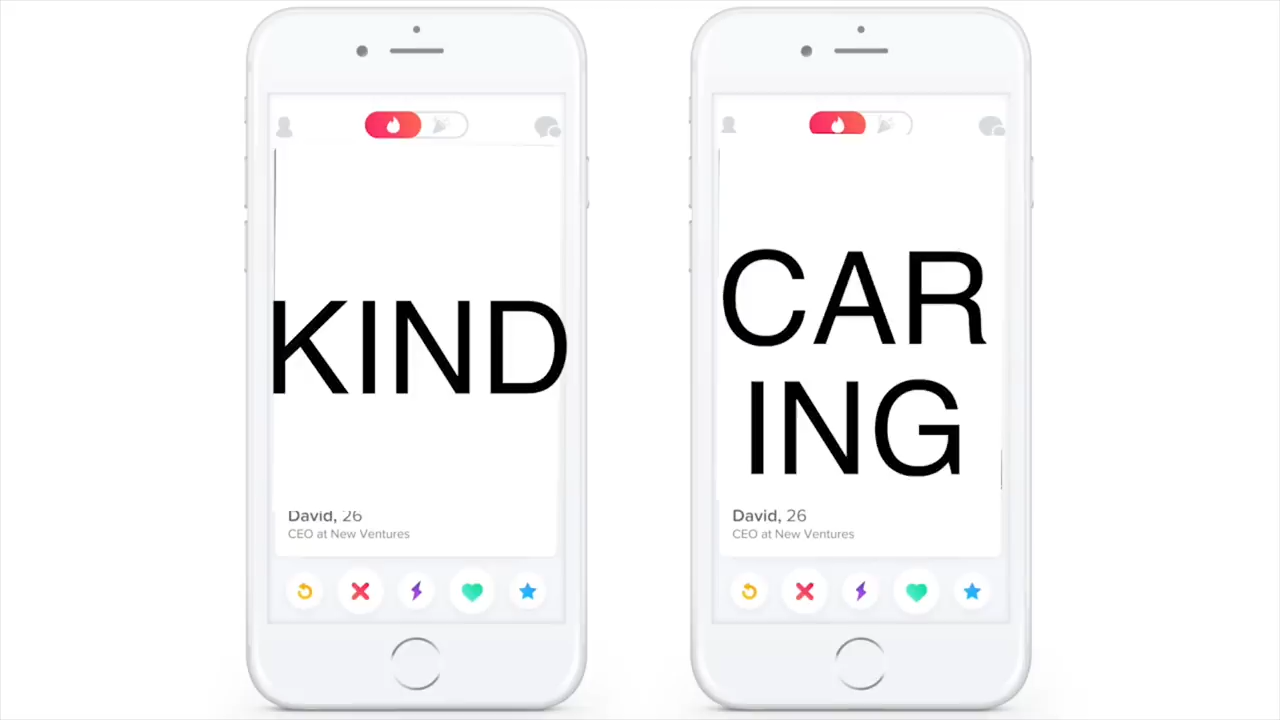 KIND
David, 26
CEO at New Ventures
CAR
ING
David, 26
CEO at New Ventures